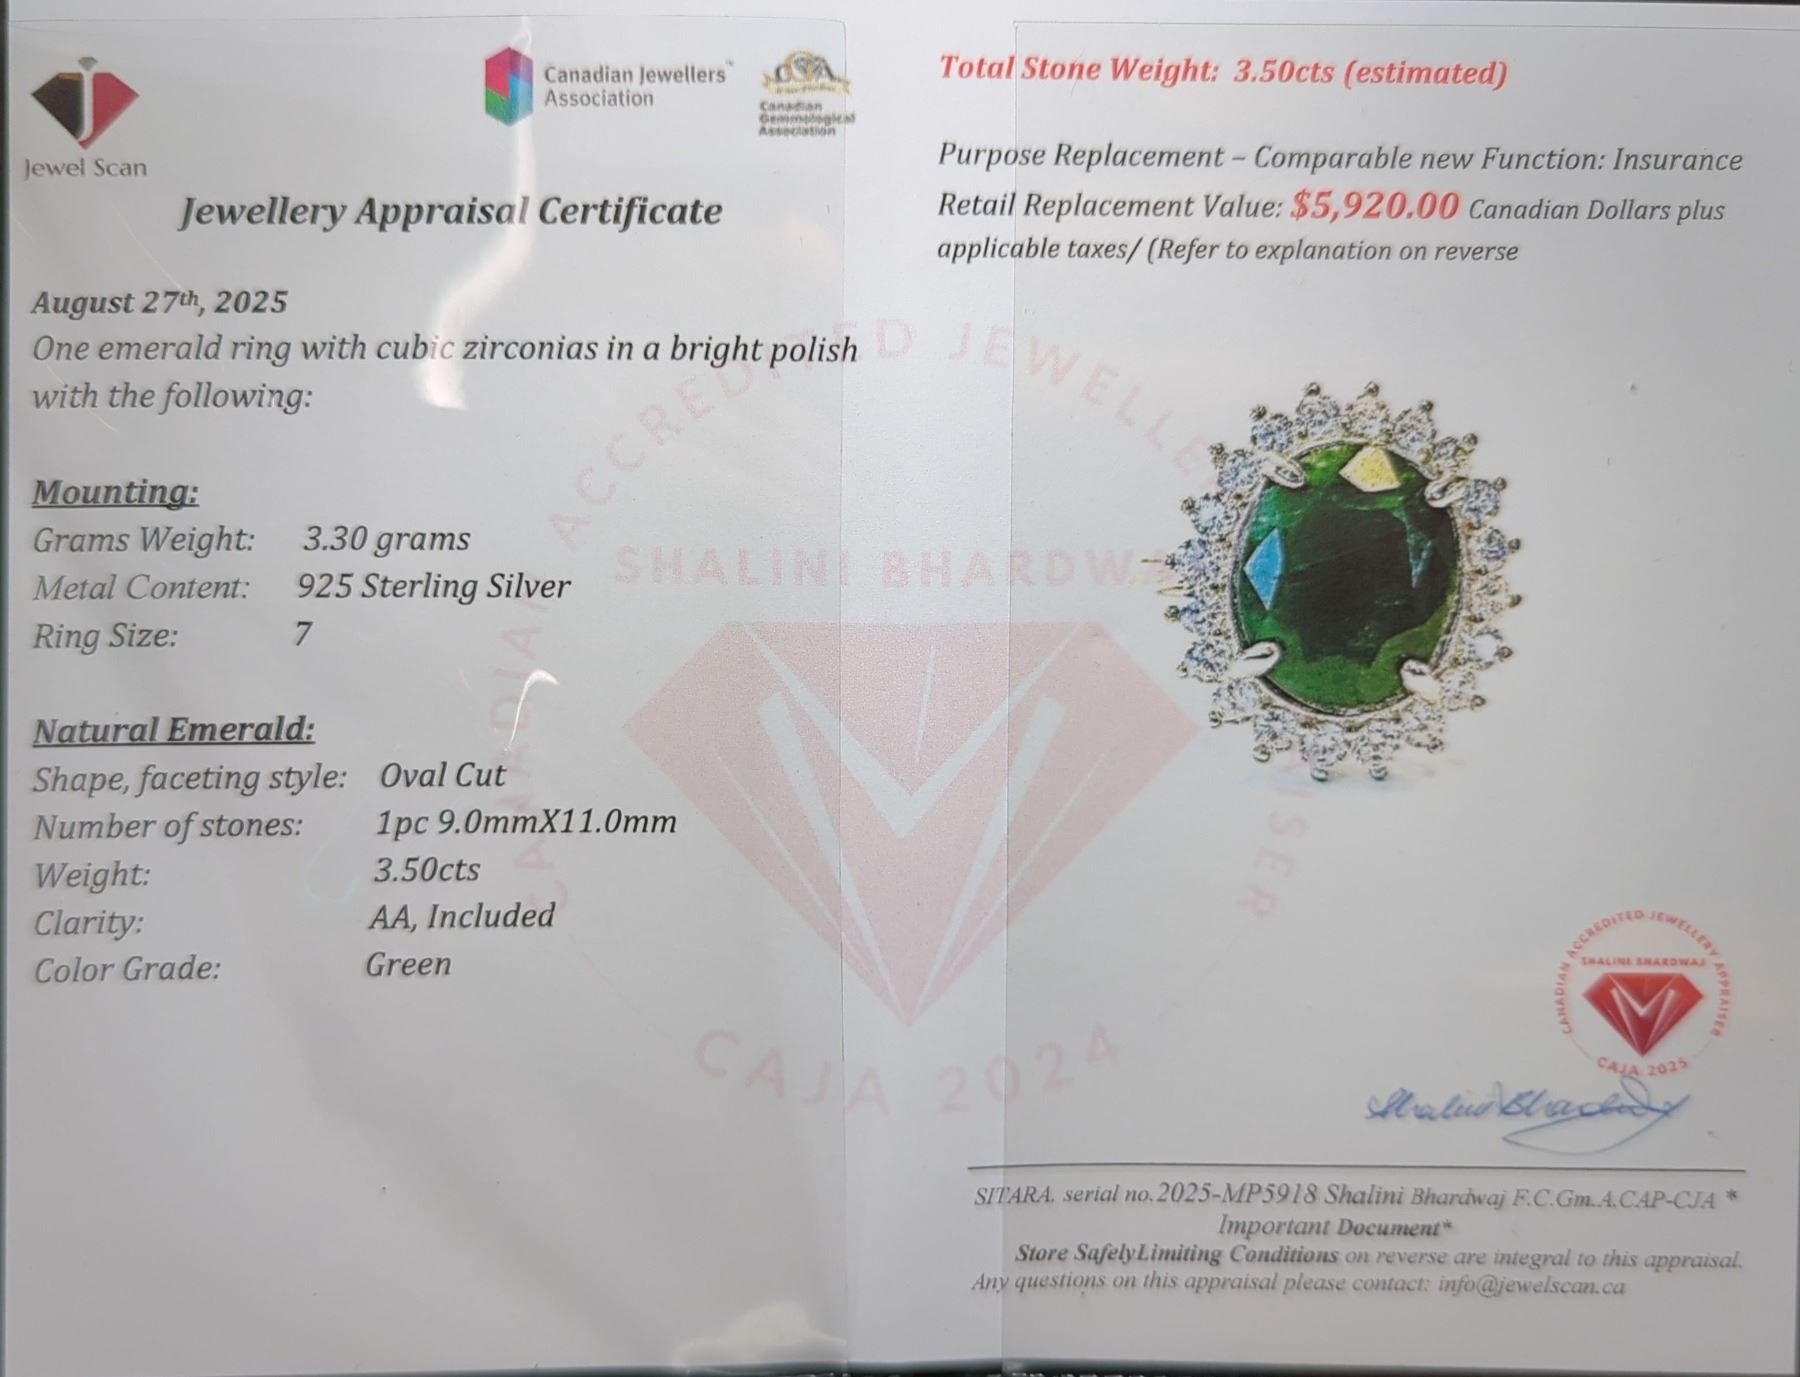 Jewel Scan
Canadian Jewellers™
Association
CGA
Canadian
Gemmological
Association
Jewellery Appraisal Certificate
August 27th, 2025
One emerald ring with cubic zirconias in a bright polish
with the following:
Mounting:
Grams Weight: 3.30 grams
Metal Content: 925 Sterling Silver
Ring Size: 7
Natural Emerald:
Shape, faceting style: Oval Cut
Number of stones: 1pc 9.0mmX11.0mm
Weight: 3.50cts
Clarity: AA, Included
Color Grade: Green
Total Stone Weight: 3.50cts (estimated)
Purpose Replacement – Comparable new Function: Insurance
Retail Replacement Value: $5,920.00 Canadian Dollars plus
applicable taxes/ (Refer to explanation on reverse
CANADIAN ACCREDITED JEWELLERY
SHALINI BHARDWA
CAJA 2024
CANADIAN ACCREDITED JEWELLERY APPRAISER
SHALINI BHARDWAJ
CAJA 2025
Shalini Bhardwaj
SITARA. serial no.2025-MP5918 Shalini Bhardwaj F.C.Gm.A.CAP-CJA *
Important Document*
Store SafelyLimiting Conditions on reverse are integral to this appraisal.
Any questions on this appraisal please contact: info@jewelscan.ca